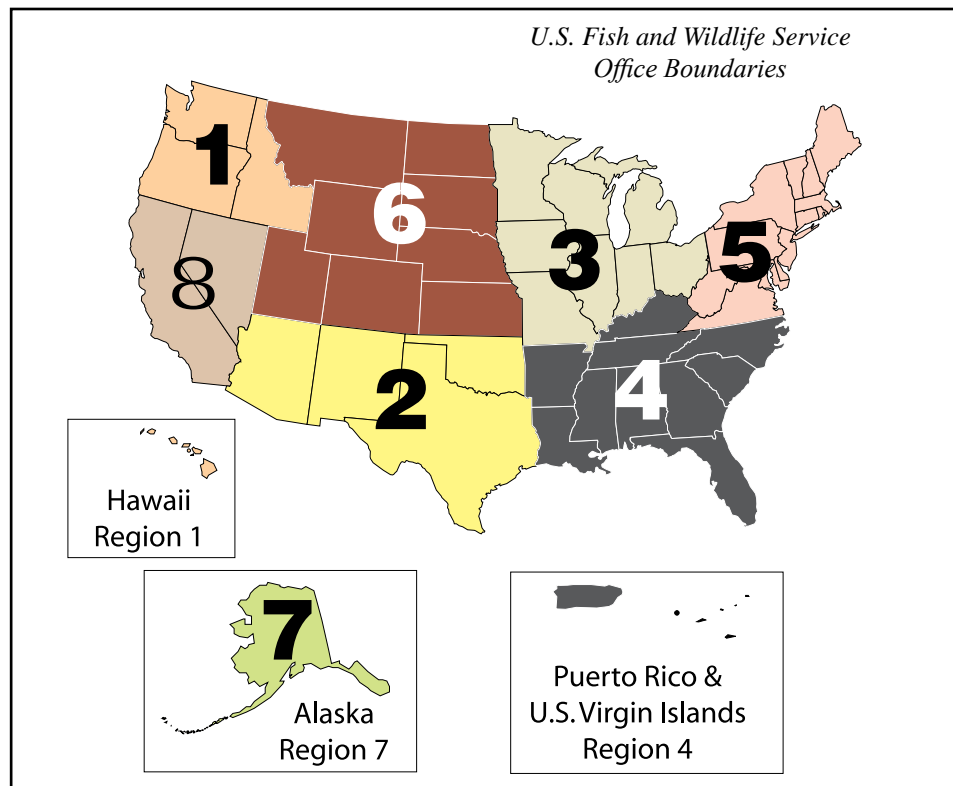 U.S. Fish and Wildlife Service
Office Boundaries
1
6
3
5
8
2
4
Hawaii
Region 1
7
Alaska
Region 7
Puerto Rico &
U.S. Virgin Islands
Region 4